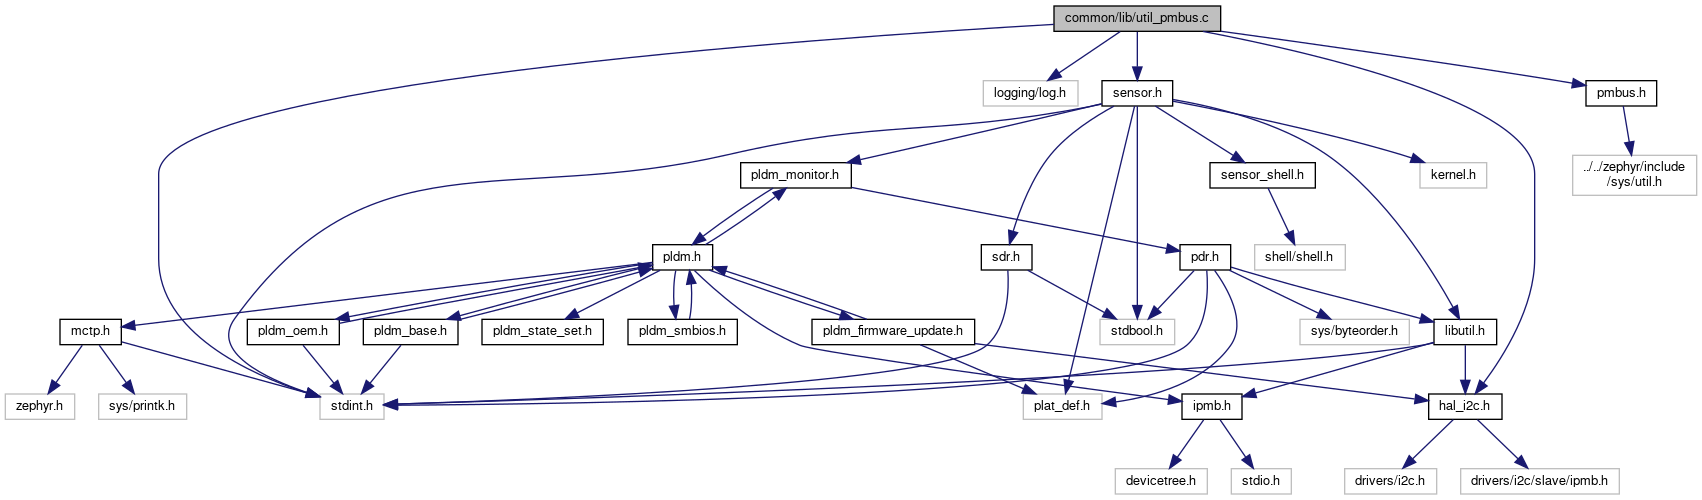 common/lib/util_pmbus.c
logging/log.h
sensor.h
pmbus.h
pldm_monitor.h
sensor_shell.h
kernel.h
../../zephyr/include
/sys/util.h
pldm.h
sdr.h
pdr.h
shell/shell.h
mctp.h
pldm_oem.h
pldm_base.h
pldm_state_set.h
pldm_smbios.h
pldm_firmware_update.h
stdbool.h
sys/byteorder.h
libutil.h
zephyr.h
sys/printk.h
stdint.h
plat_def.h
ipmb.h
hal_i2c.h
devicetree.h
stdio.h
drivers/i2c.h
drivers/i2c/slave/ipmb.h